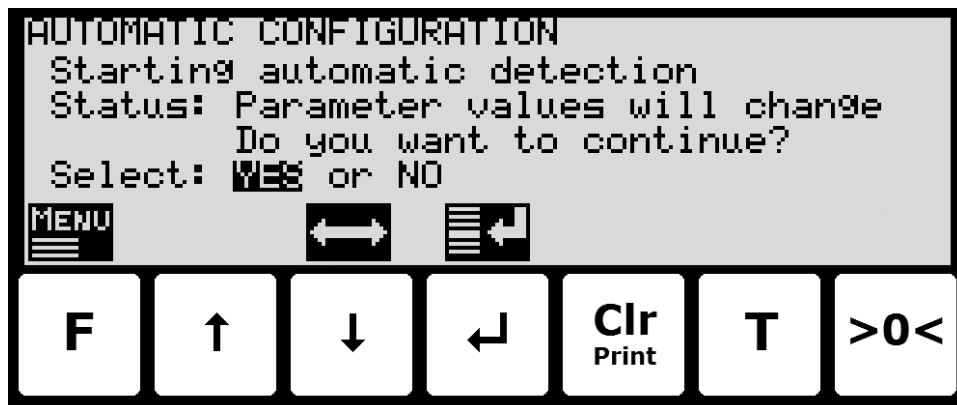 AUTOMATIC CONFIGURATION
Starting automatic detection
Status: Parameter values will change
Do you want to continue?
Select: YES or NO
MENU
F ↑ ↓ ↵ Clr T >0<
Print